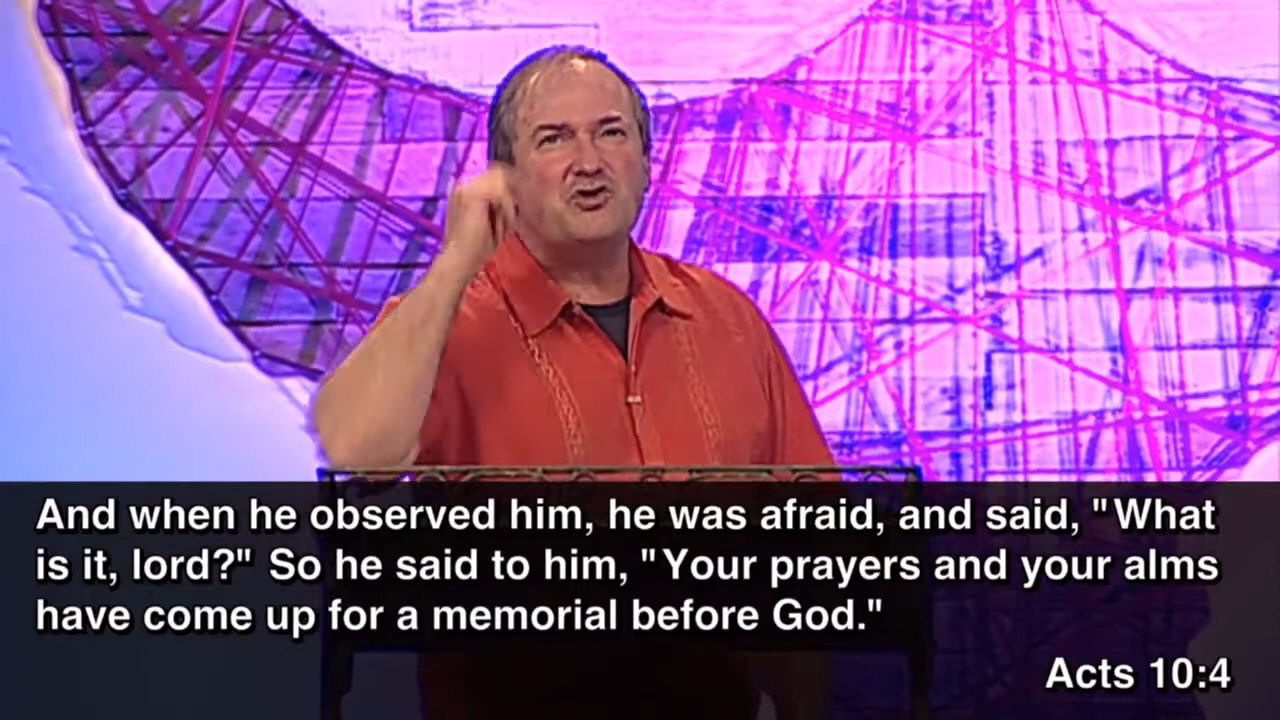 And when he observed him, he was afraid, and said, "What
is it, lord?" So he said to him, "Your prayers and your alms
have come up for a memorial before God."
Acts 10:4